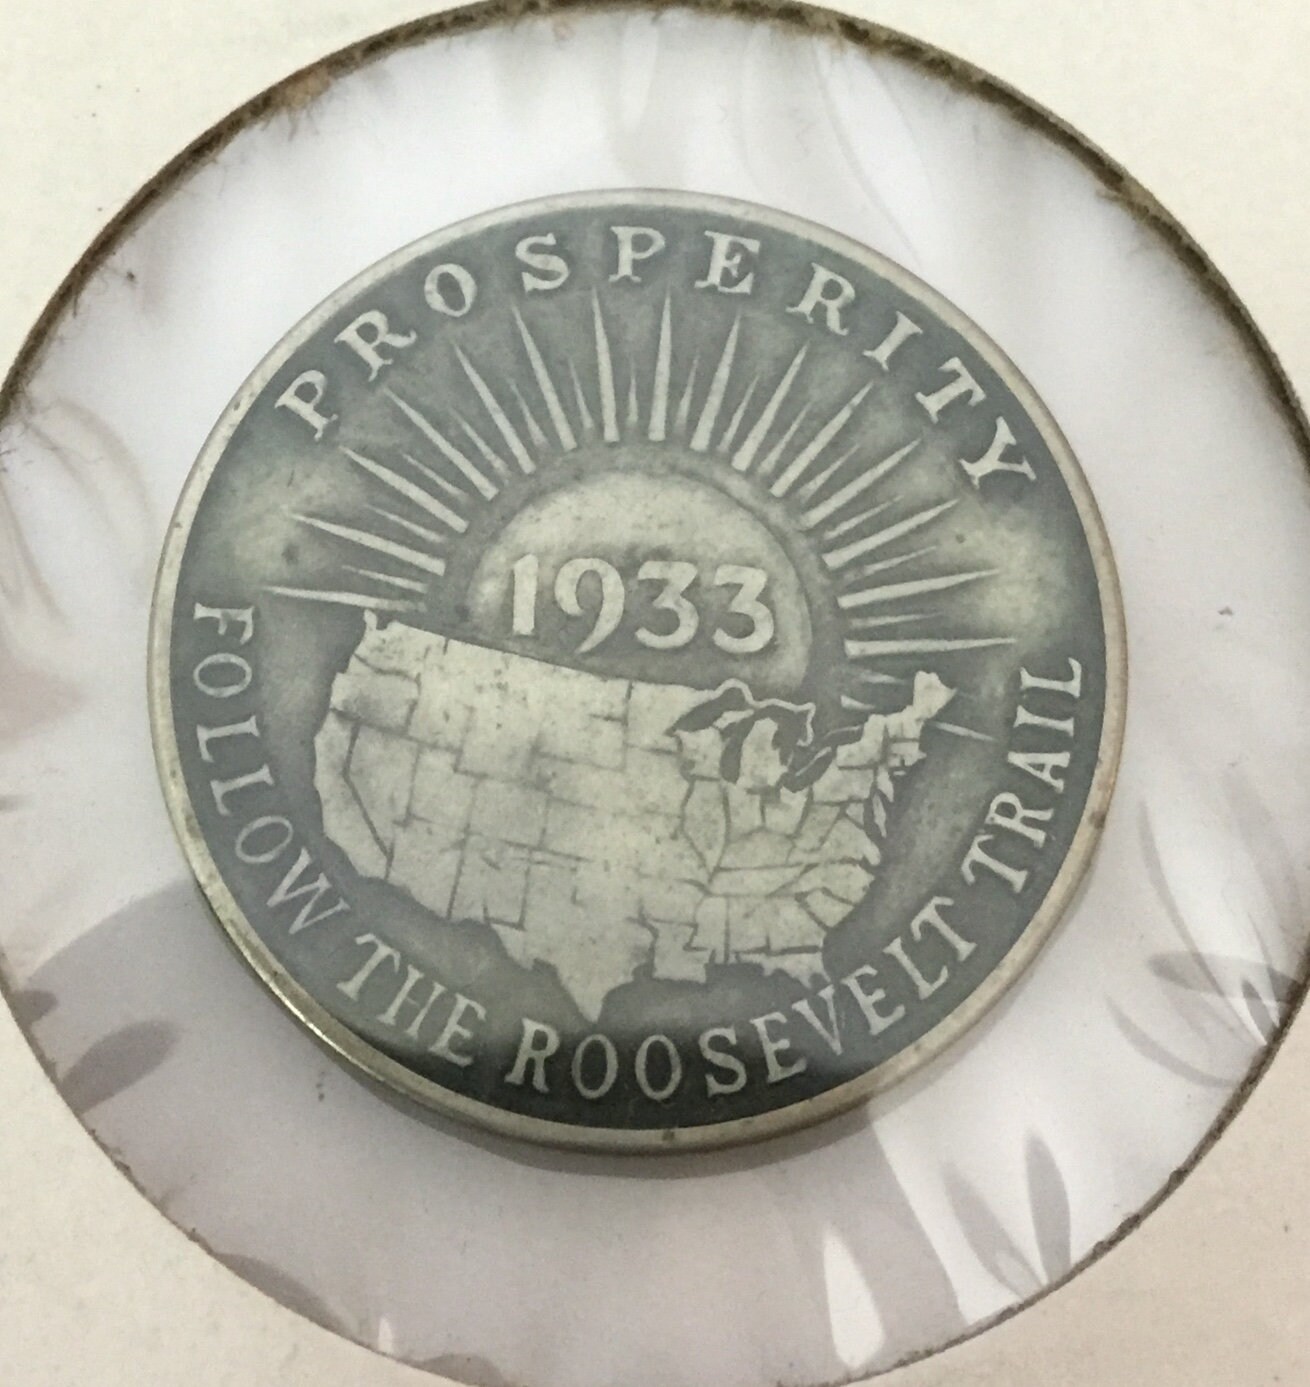 PROSPERITY
1933
FOLLOW THE ROOSEVELT TRAIL